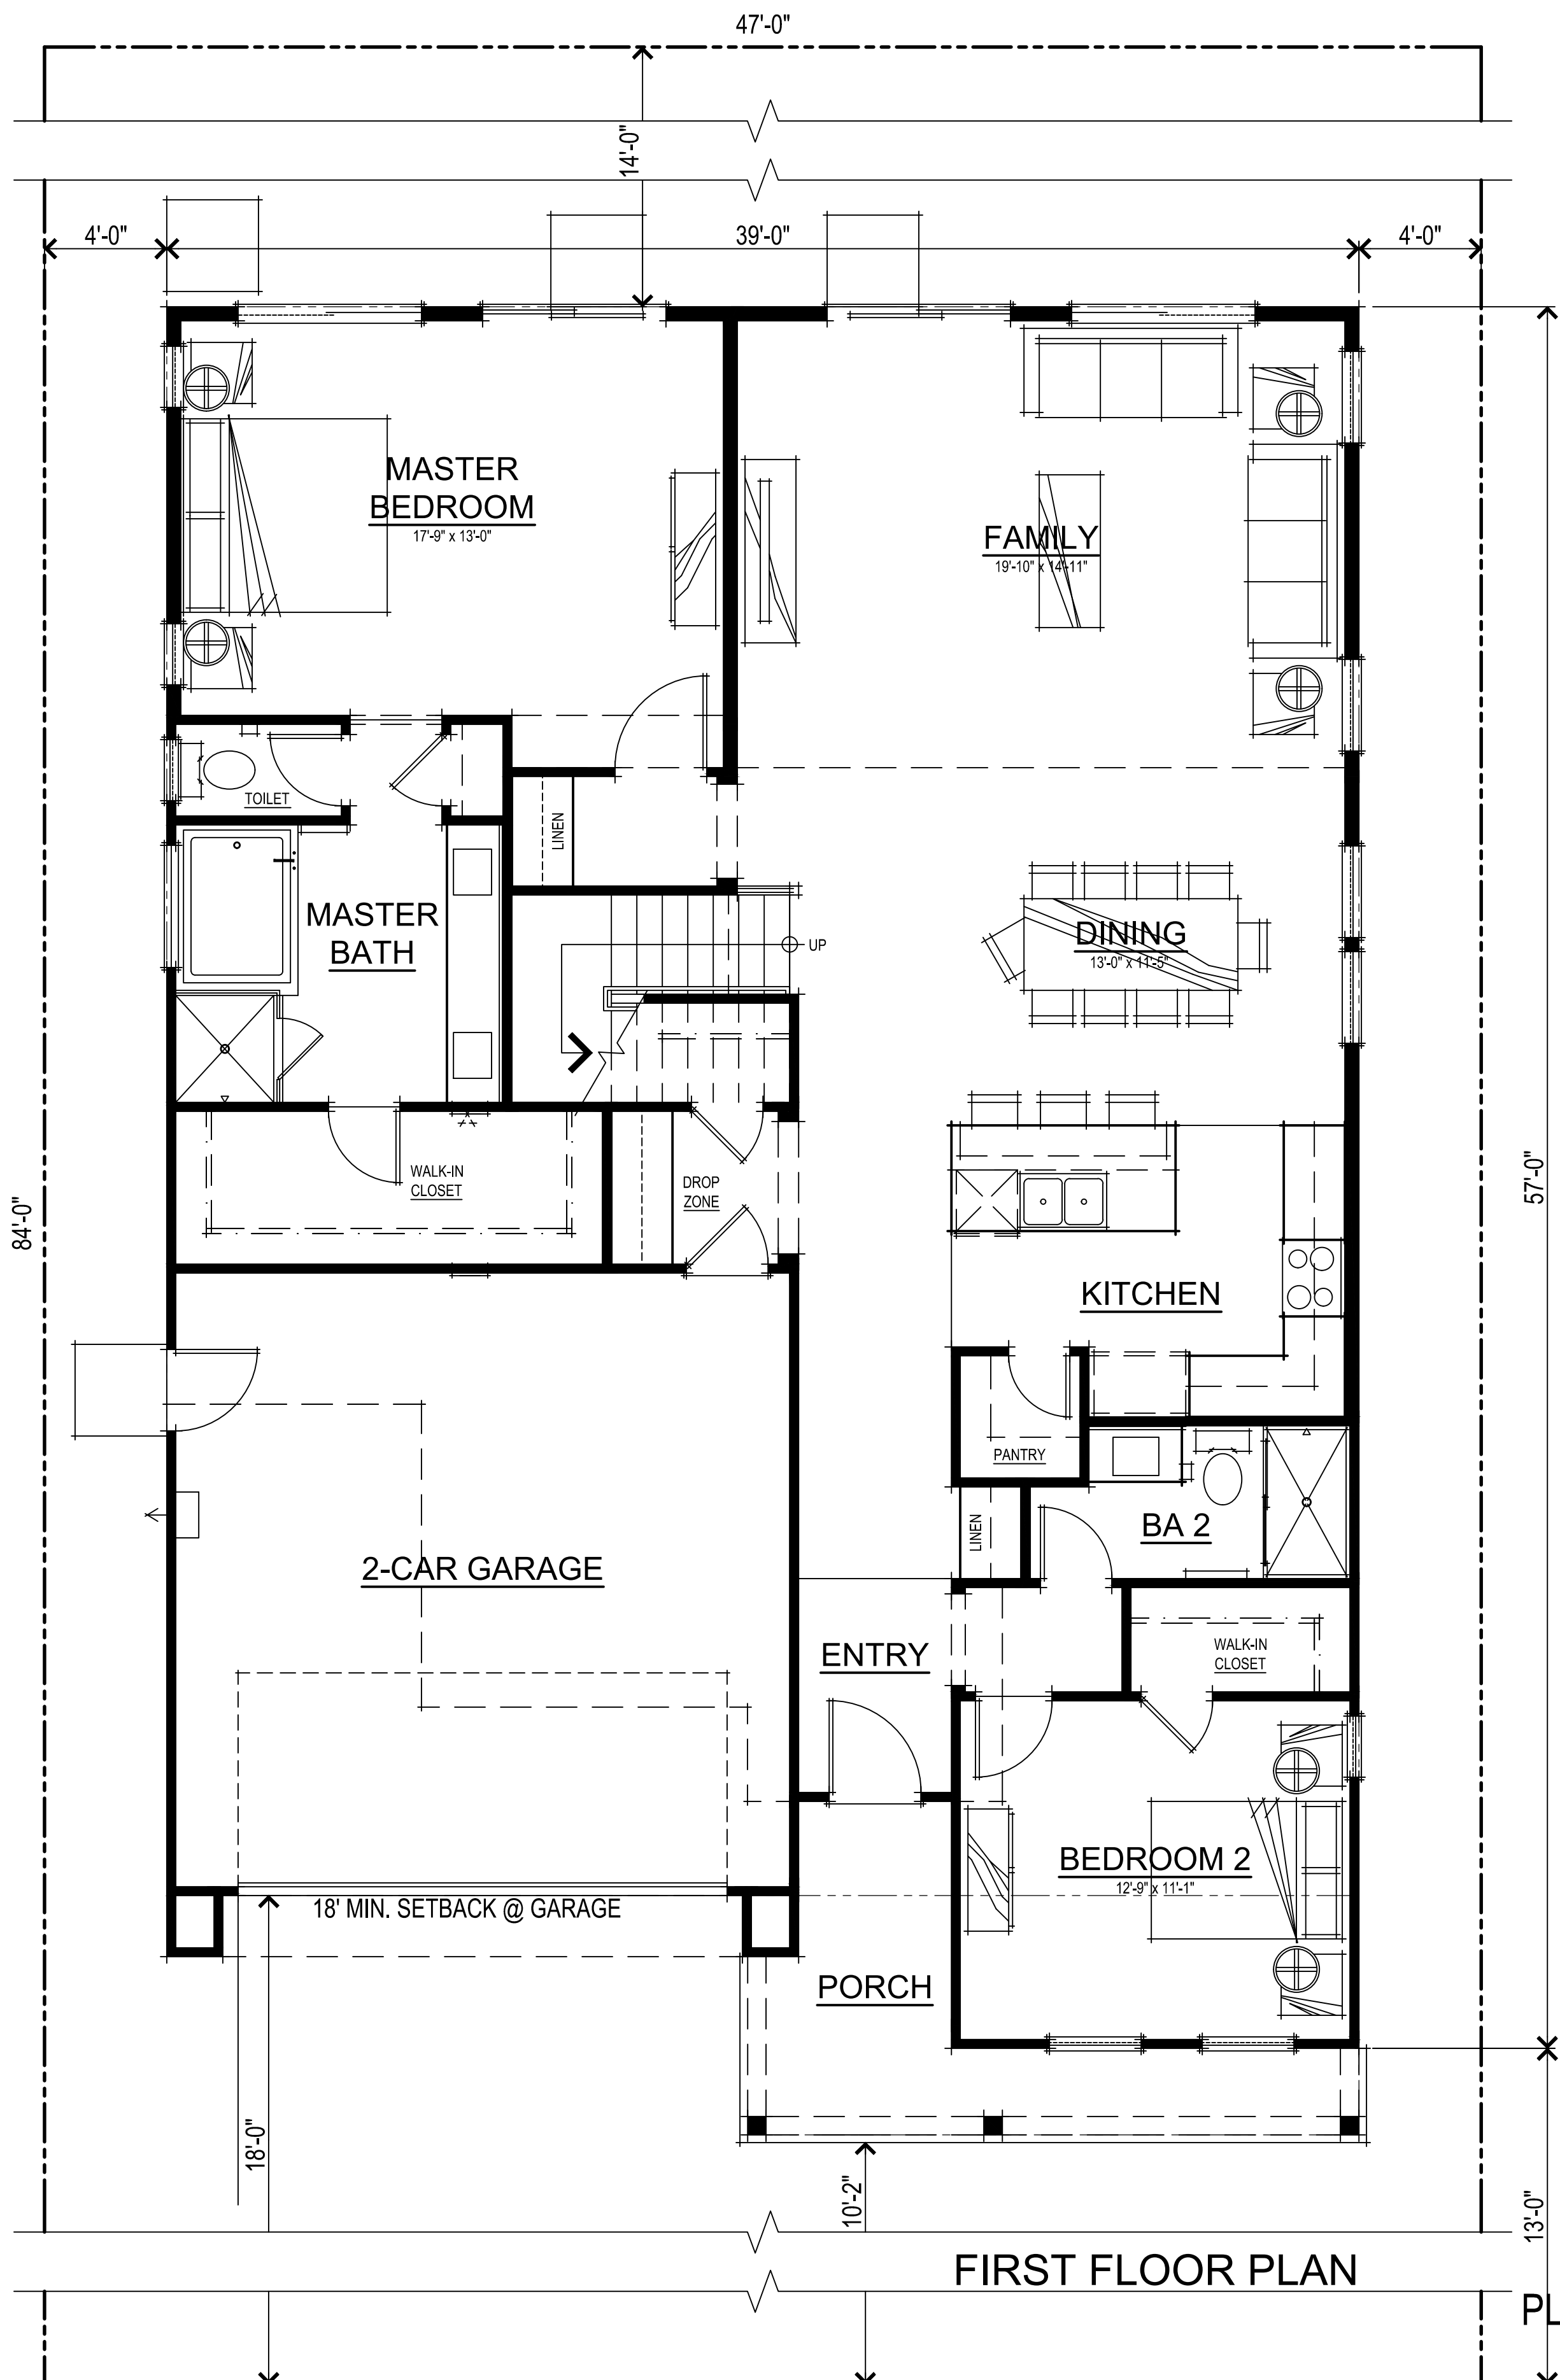 47'-0"
14'-0"
4'-0"
39'-0"
4'-0"
MASTER
BEDROOM
17'-9" x 13'-0"
FAMILY
19'-10" x 14'-11"
TOILET
LINEN
MASTER
BATH
UP
DINING
13'-0" x 11'-5"
WALK-IN
CLOSET
DROP
ZONE
84'-0"
57'-0"
KITCHEN
PANTRY
LINEN
BA 2
2-CAR GARAGE
ENTRY
WALK-IN
CLOSET
BEDROOM 2
12'-9" x 11'-1"
18' MIN. SETBACK @ GARAGE
PORCH
18'-0"
10'-2"
13'-0"
FIRST FLOOR PLAN
PL